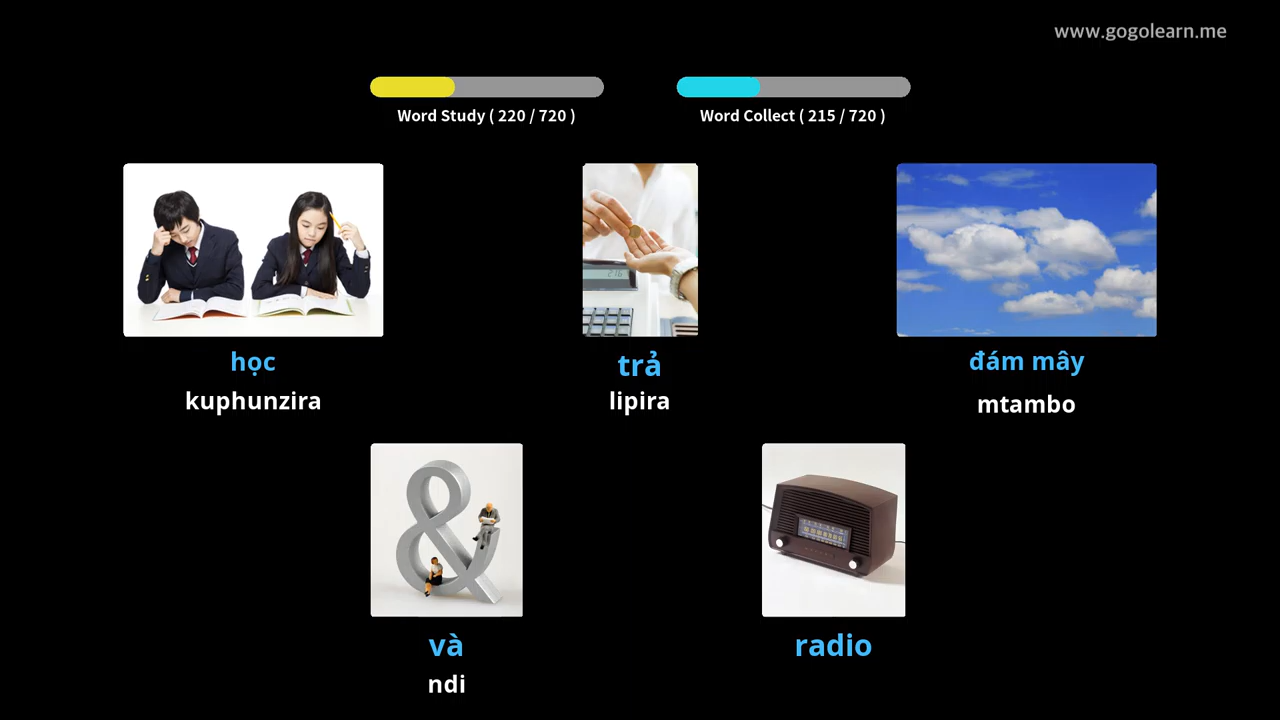 www.gogolearn.me
Word Study ( 220 / 720 )
Word Collect ( 215 / 720 )
học
kuphunzira
trả
lipira
đám mây
mtambo
và
ndi
radio